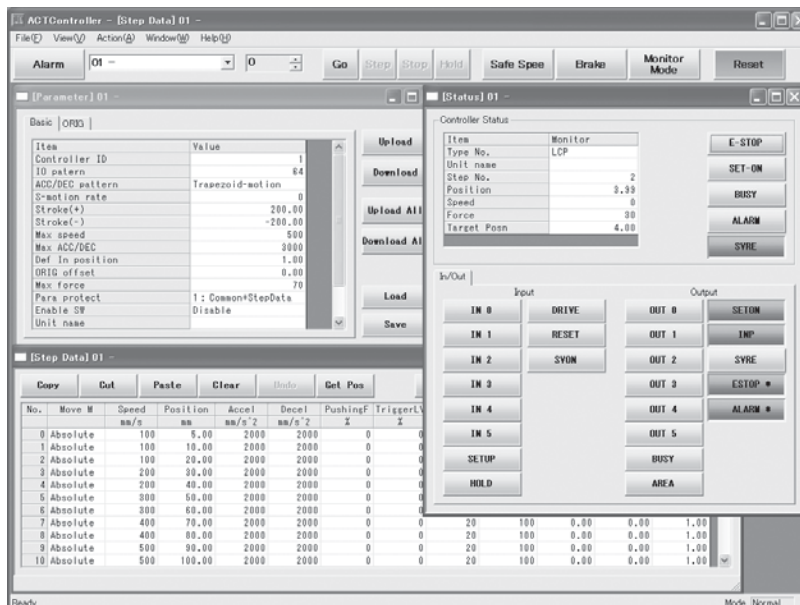 ACTController - [Step Data] 01 -
File(F) View(V) Action(A) Window(W) Help(H)
Alarm 01 - 0 Go Step Stop Hold Safe Spee Brake Monitor Mode Reset
[Parameter] 01 -
Basic ORIG
Item Value
Controller ID 1
IO patern 64
ACC/DEC pattern Trapezoid-motion
S-motion rate 0
Stroke(+) 200.00
Stroke(-) -200.00
Max speed 500
Max ACC/DEC 3000
Def In position 1.00
ORIG offset 0.00
Max force 70
Para protect 1: Common+StepData
Enable SW Disable
Unit name
Upload
Download
Upload All
Download Al
Load
Save
[Status] 01 -
Controller Status
Item Monitor
Type No. LCP
Unit name
Step No. 2
Position 3.99
Speed 0
Force 30
Target Posn 4.00
E-STOP
SET-ON
BUSY
ALARM
SVRE
In/Out
Input Output
IN 0 DRIVE OUT 0 SETON
IN 1 RESET OUT 1 INP
IN 2 SVON OUT 2 SVRE
IN 3 OUT 3 ESTOP *
IN 4 OUT 4 ALARM *
IN 5 OUT 5
SETUP BUSY
HOLD AREA
[Step Data] 01 -
Copy Cut Paste Clear Undo Get Pos
No. Move M Speed Position Accel Decel PushingF TriggerLV
mm/s mm mm/s^2 mm/s^2 % %
0 Absolute 100 5.00 2000 2000 0 0
1 Absolute 100 10.00 2000 2000 0 0
2 Absolute 100 20.00 2000 2000 0 0
3 Absolute 200 30.00 2000 2000 0 0
4 Absolute 200 40.00 2000 2000 0 0
5 Absolute 300 50.00 2000 2000 0 0
6 Absolute 300 60.00 2000 2000 0 0
7 Absolute 400 70.00 2000 2000 0 0 20 100 0.00 0.00 1.00
8 Absolute 400 80.00 2000 2000 0 0 20 100 0.00 0.00 1.00
9 Absolute 500 90.00 2000 2000 0 0 20 100 0.00 0.00 1.00
10 Absolute 500 100.00 2000 2000 0 0 20 100 0.00 0.00 1.00
Ready Mode Normal